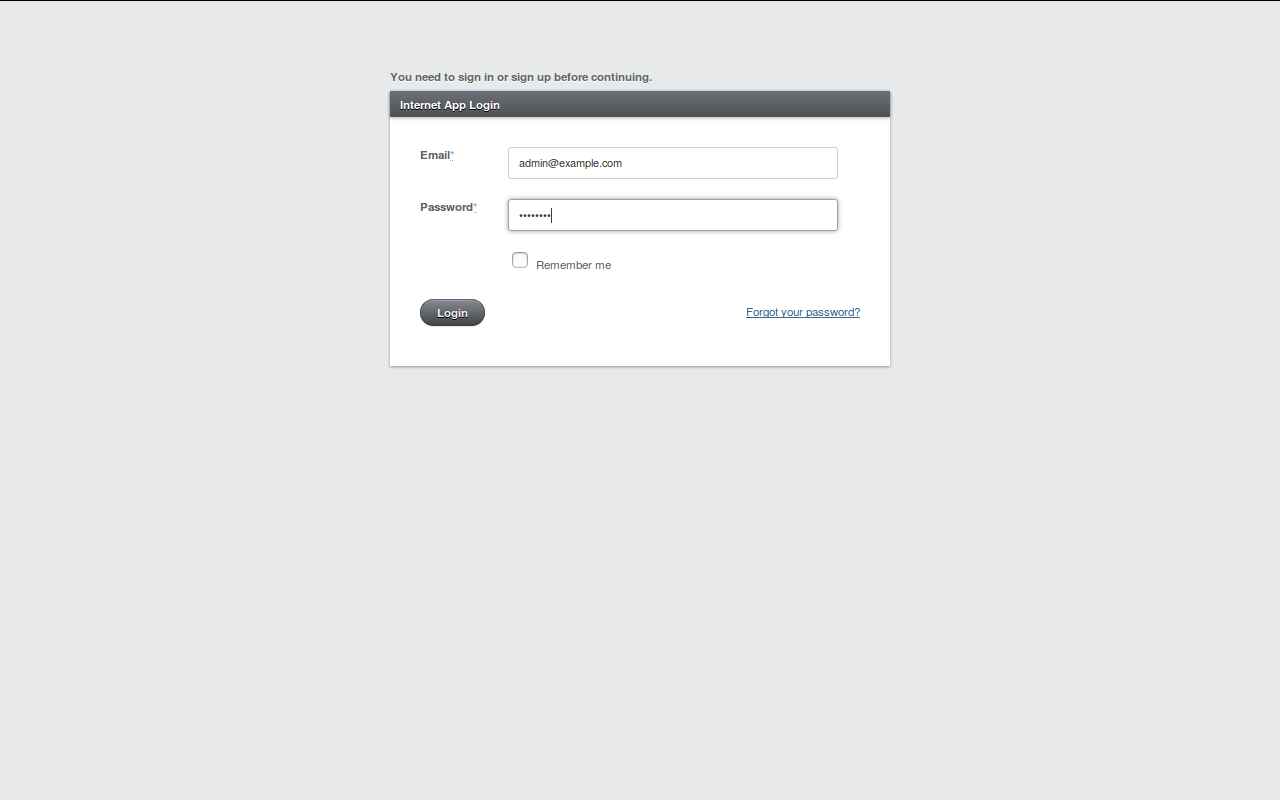 You need to sign in or sign up before continuing.
Internet App Login
Email*
admin@example.com
Password*
••••••••
Remember me
Login
Forgot your password?